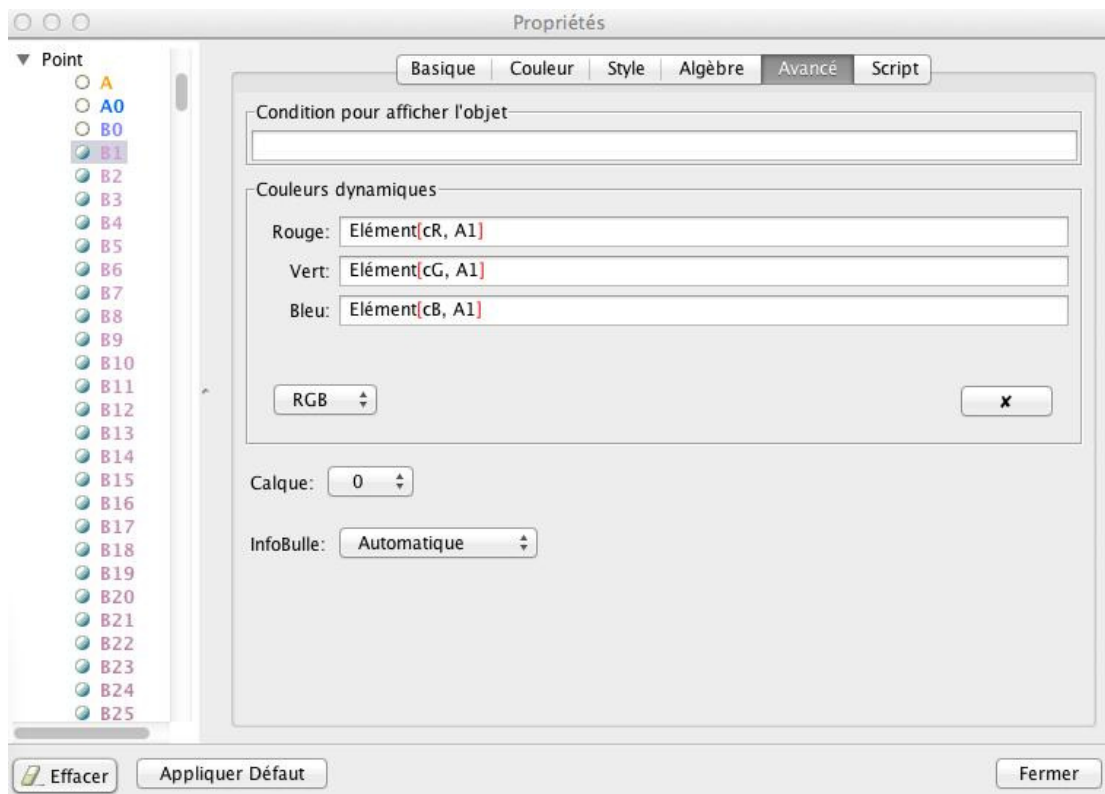 Propriétés
Point
A
A0
B0
B1
B2
B3
B4
B5
B6
B7
B8
B9
B10
B11
B12
B13
B14
B15
B16
B17
B18
B19
B20
B21
B22
B23
B24
B25
Basique Couleur Style Algèbre Avancé Script
Condition pour afficher l'objet
Couleurs dynamiques
Rouge: Elément[cR, A1]
Vert: Elément[cG, A1]
Bleu: Elément[cB, A1]
RGB
Calque: 0
InfoBulle: Automatique
Effacer Appliquer Défaut Fermer